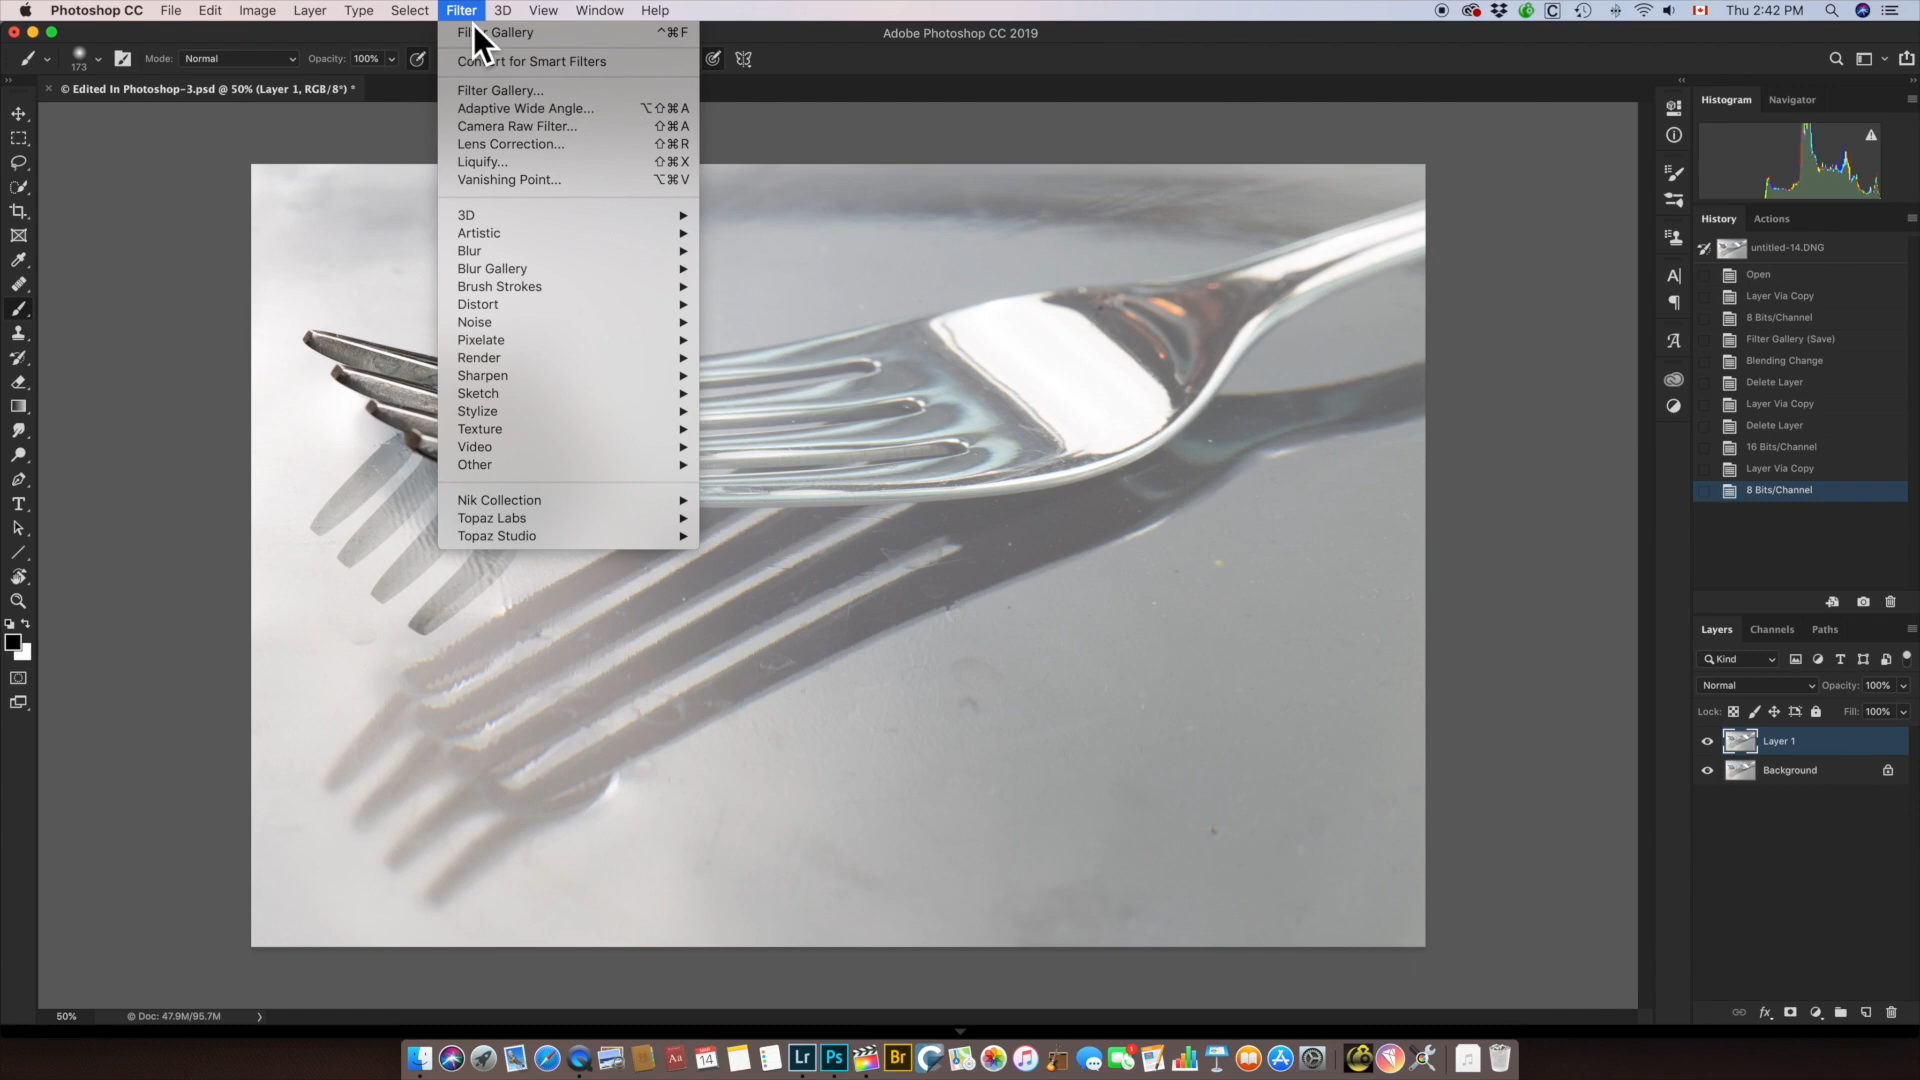 Photoshop CC File Edit Image Layer Type Select Filter 3D View Window Help Thu 2:42 PM
Adobe Photoshop CC 2019
173 Mode: Normal Opacity: 100%
× © Edited In Photoshop-3.psd @ 50% (Layer 1, RGB/8*) *
Filter Gallery ^⌘F
Convert for Smart Filters
Filter Gallery...
Adaptive Wide Angle... ⌥⇧⌘A
Camera Raw Filter... ⇧⌘A
Lens Correction... ⇧⌘R
Liquify... ⇧⌘X
Vanishing Point... ⌥⌘V
3D
Artistic
Blur
Blur Gallery
Brush Strokes
Distort
Noise
Pixelate
Render
Sharpen
Sketch
Stylize
Texture
Video
Other
Nik Collection
Topaz Labs
Topaz Studio
Histogram Navigator
History Actions
untitled-14.DNG
Open
Layer Via Copy
8 Bits/Channel
Filter Gallery (Save)
Blending Change
Delete Layer
Layer Via Copy
Delete Layer
16 Bits/Channel
Layer Via Copy
8 Bits/Channel
Layers Channels Paths
Kind
Normal Opacity: 100%
Lock: Fill: 100%
Layer 1
Background
50% © Doc: 47.9M/95.7M
14 Lr Ps Br